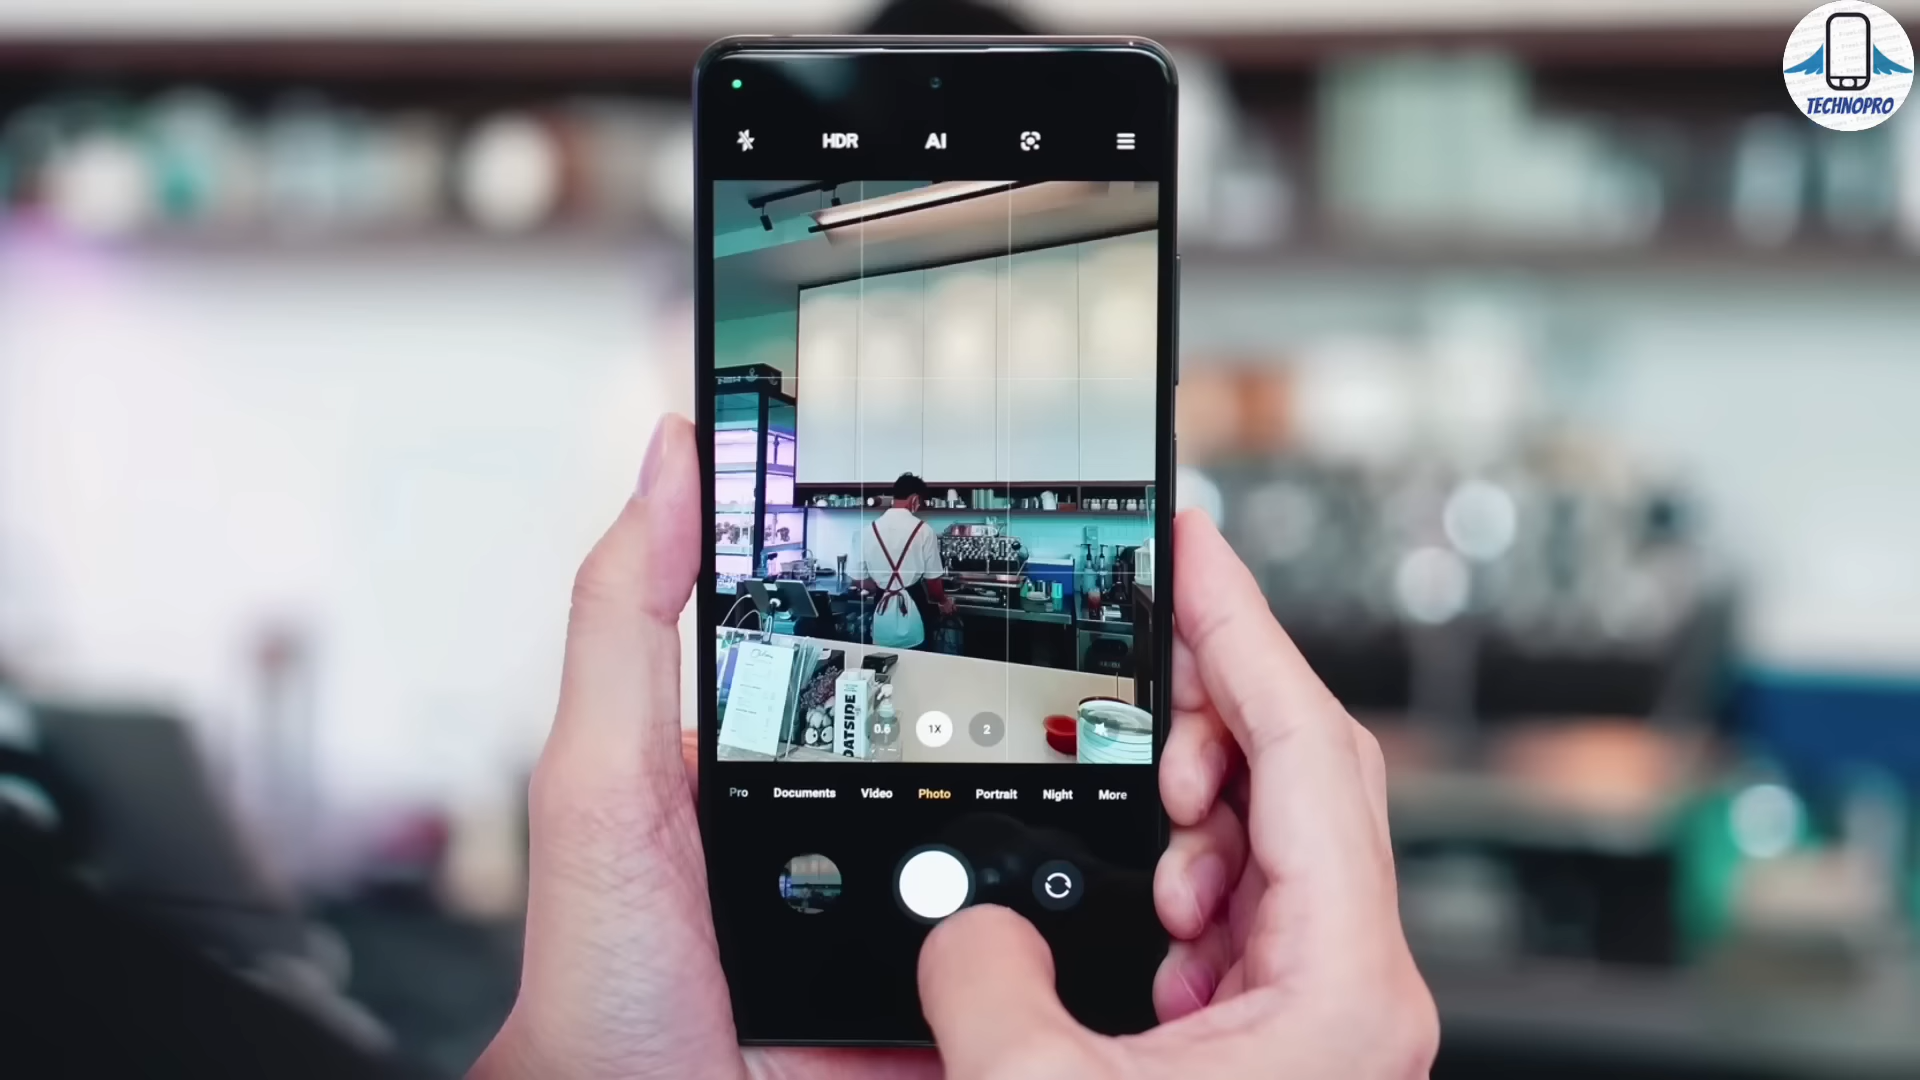 TECHNOPRO
HDR
AI
OATSIDE
0.6
1X
2
Pro
Documents
Video
Photo
Portrait
Night
More